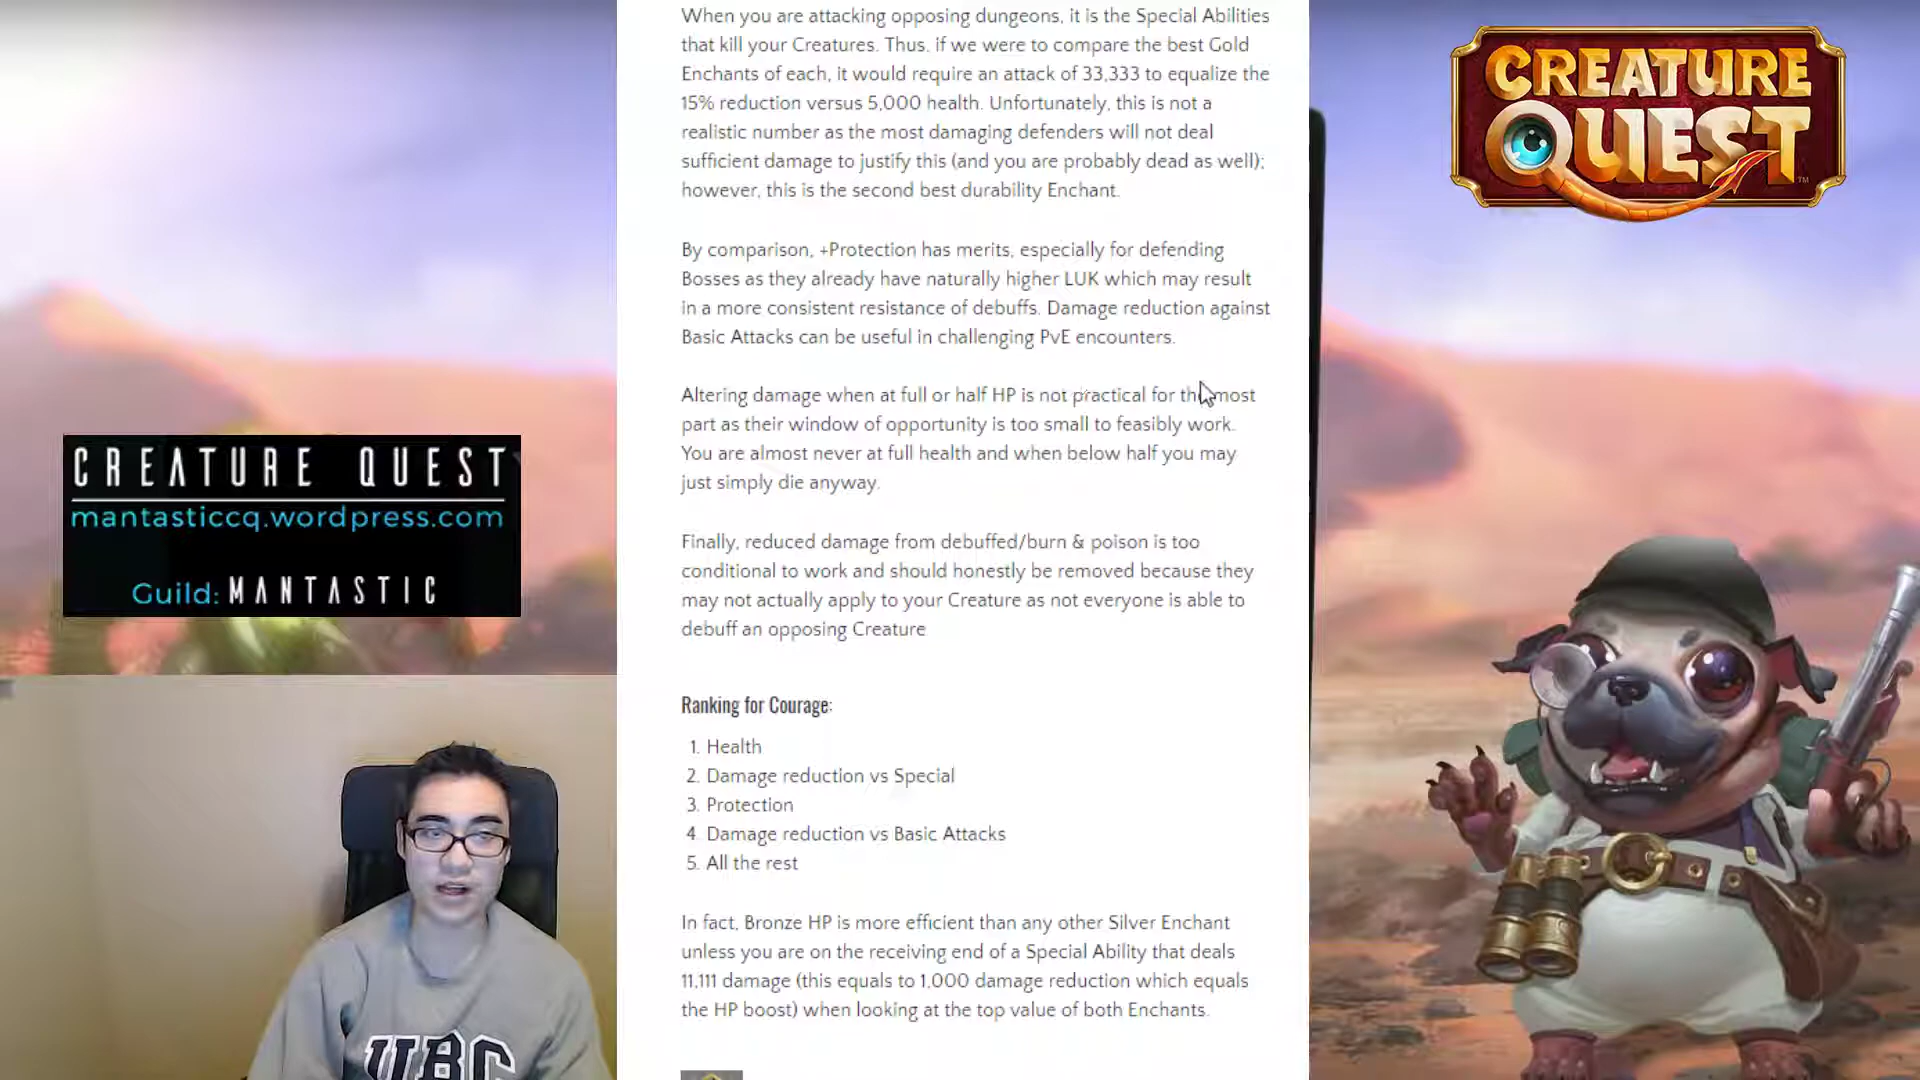 When you are attacking opposing dungeons, it is the Special Abilities
that kill your Creatures. Thus, if we were to compare the best Gold
Enchants of each, it would require an attack of 33,333 to equalize the
15% reduction versus 5,000 health. Unfortunately, this is not a
realistic number as the most damaging defenders will not deal
sufficient damage to justify this (and you are probably dead as well);
however, this is the second best durability Enchant.
By comparison, +Protection has merits, especially for defending
Bosses as they already have naturally higher LUK which may result
in a more consistent resistance of debuffs. Damage reduction against
Basic Attacks can be useful in challenging PvE encounters.
Altering damage when at full or half HP is not practical for the most
part as their window of opportunity is too small to feasibly work.
You are almost never at full health and when below half you may
just simply die anyway.
Finally, reduced damage from debuffed/burn & poison is too
conditional to work and should honestly be removed because they
may not actually apply to your Creature as not everyone is able to
debuff an opposing Creature
Ranking for Courage:
1. Health
2. Damage reduction vs Special
3. Protection
4. Damage reduction vs Basic Attacks
5. All the rest
In fact, Bronze HP is more efficient than any other Silver Enchant
unless you are on the receiving end of a Special Ability that deals
11,111 damage (this equals to 1,000 damage reduction which equals
the HP boost) when looking at the top value of both Enchants.
CREATURE QUEST
mantasticcq.wordpress.com
Guild: MANTASTIC
CREATURE
QUEST
TM
UBC